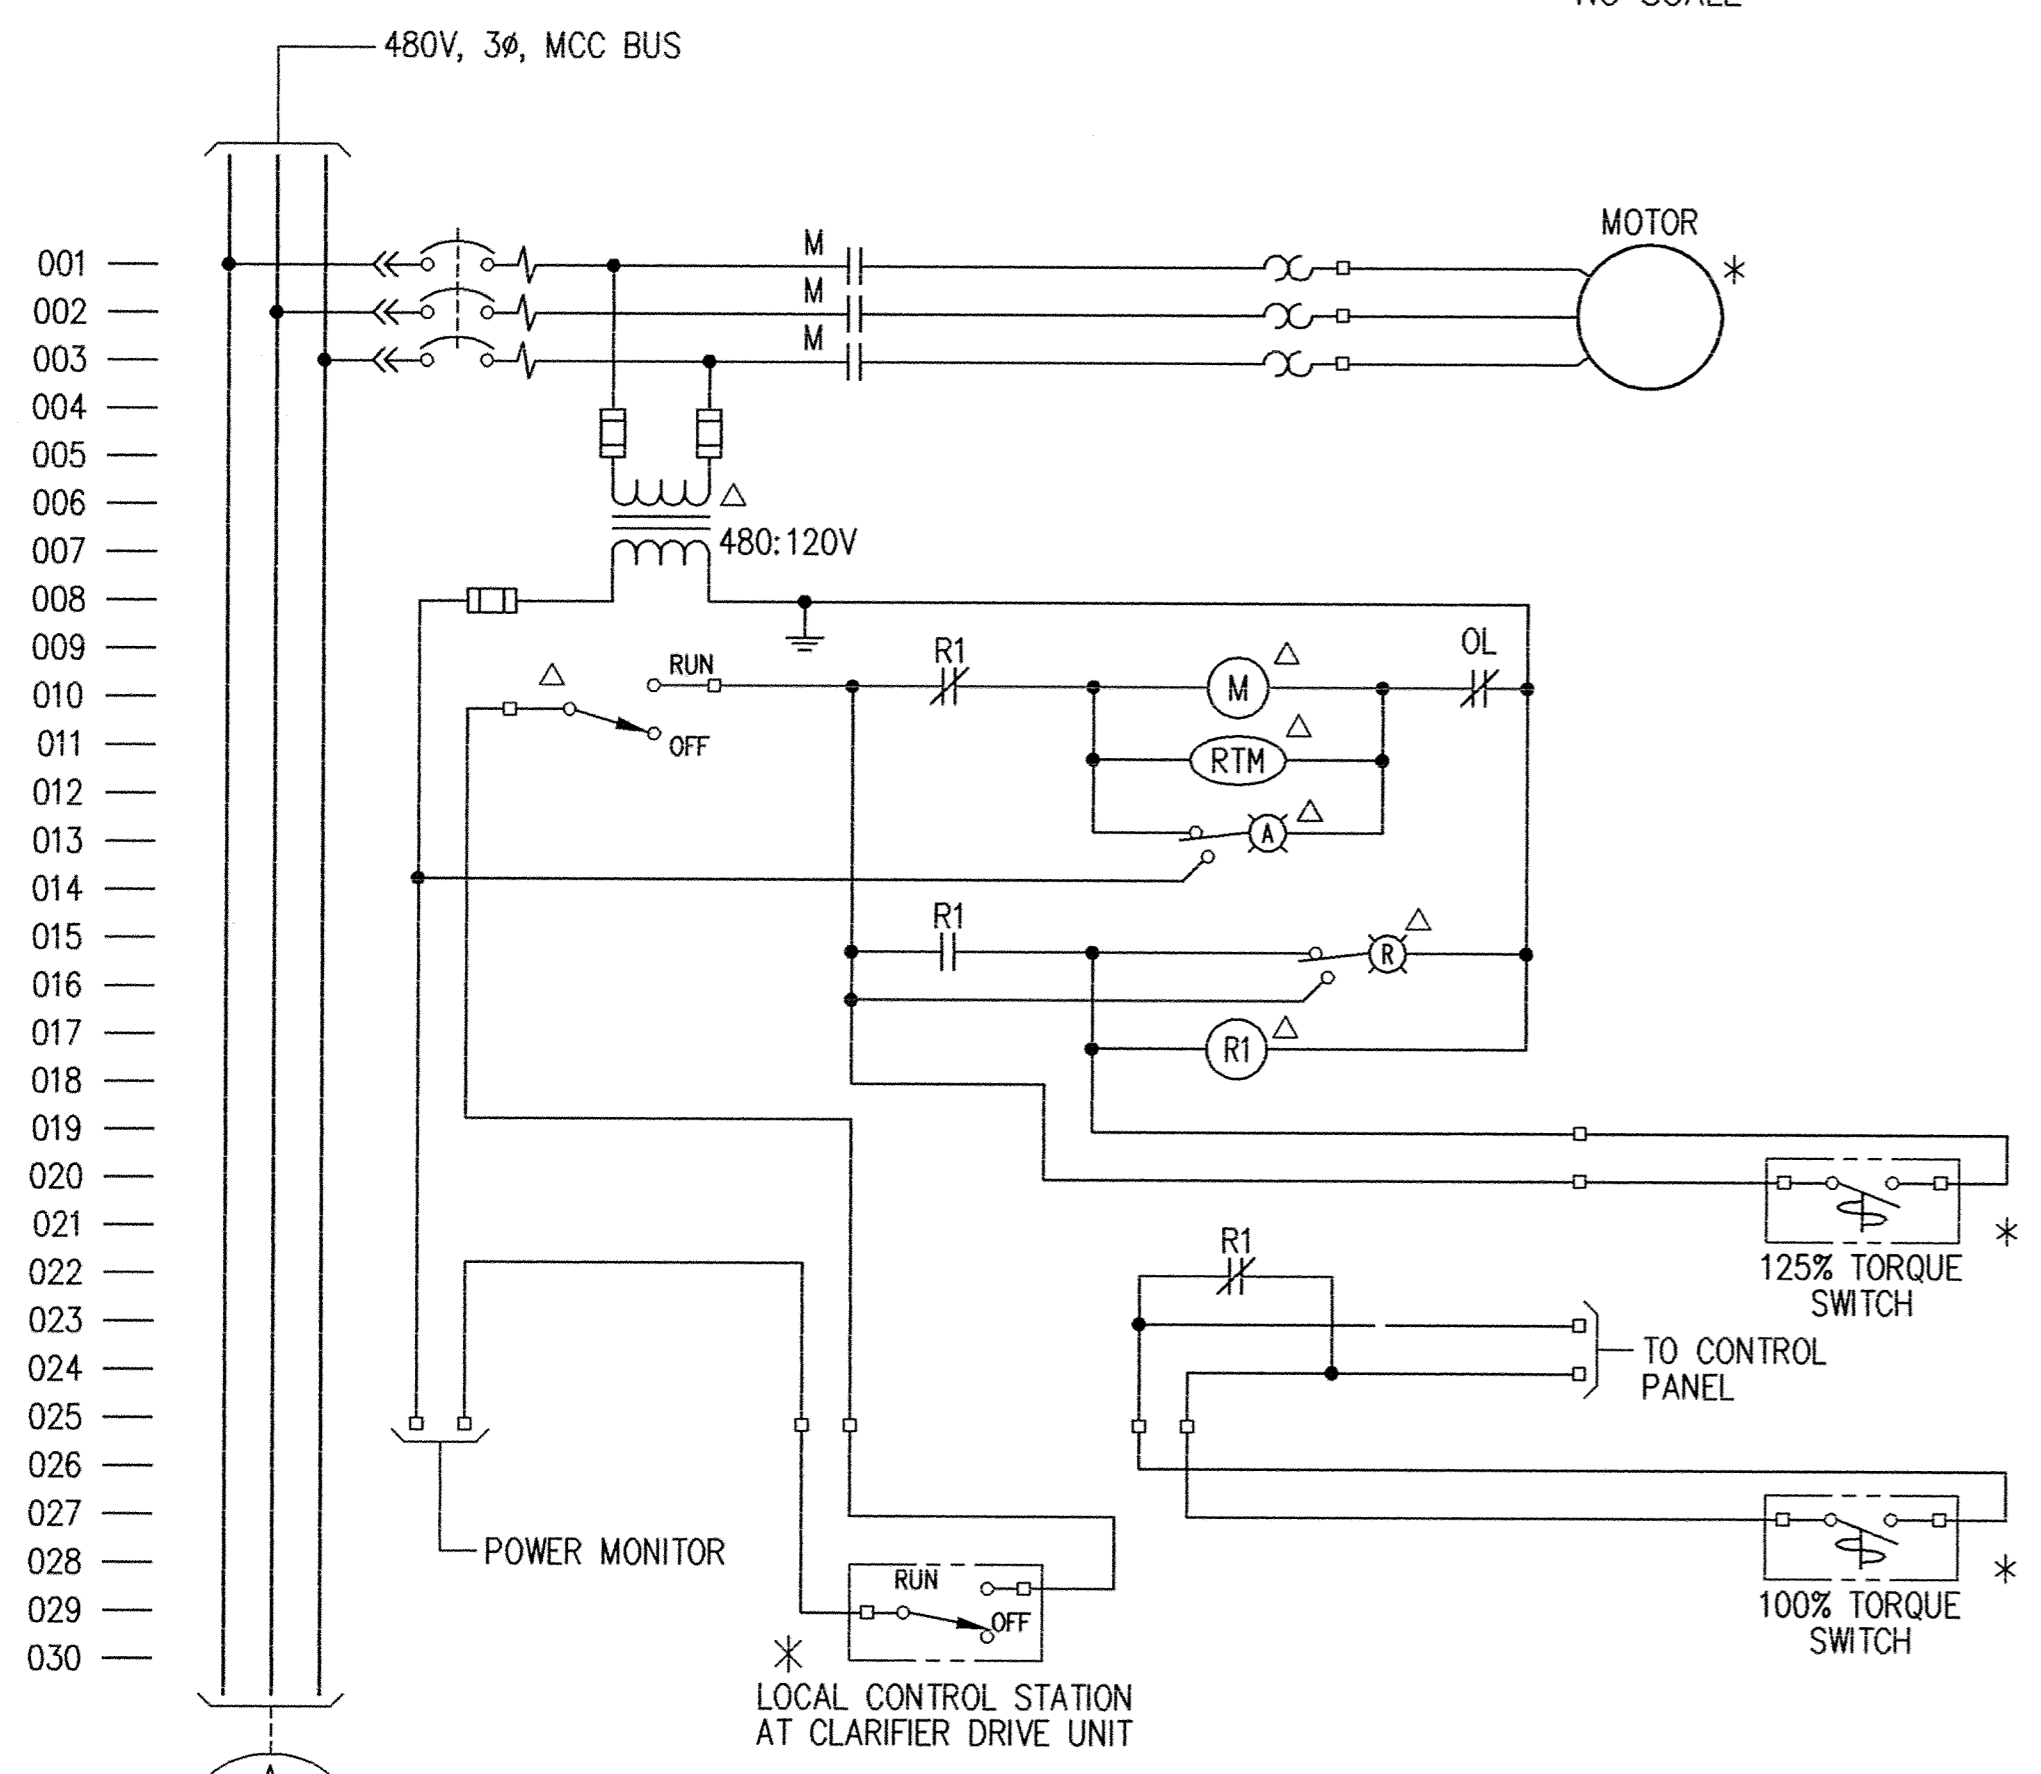 480V, 3ø, MCC BUS
MOTOR
001
M
002
M
003
M
004
005
006
007
480:120V
008
009
R1
OL
RUN
010
M
011
OFF
RTM
012
013
A
014
015
R1
R
016
017
R1
018
019
020
021
R1
022
125% TORQUE
SWITCH
023
024
TO CONTROL
PANEL
025
026
027
028
POWER MONITOR
RUN
029
OFF
100% TORQUE
SWITCH
030
LOCAL CONTROL STATION
AT CLARIFIER DRIVE UNIT